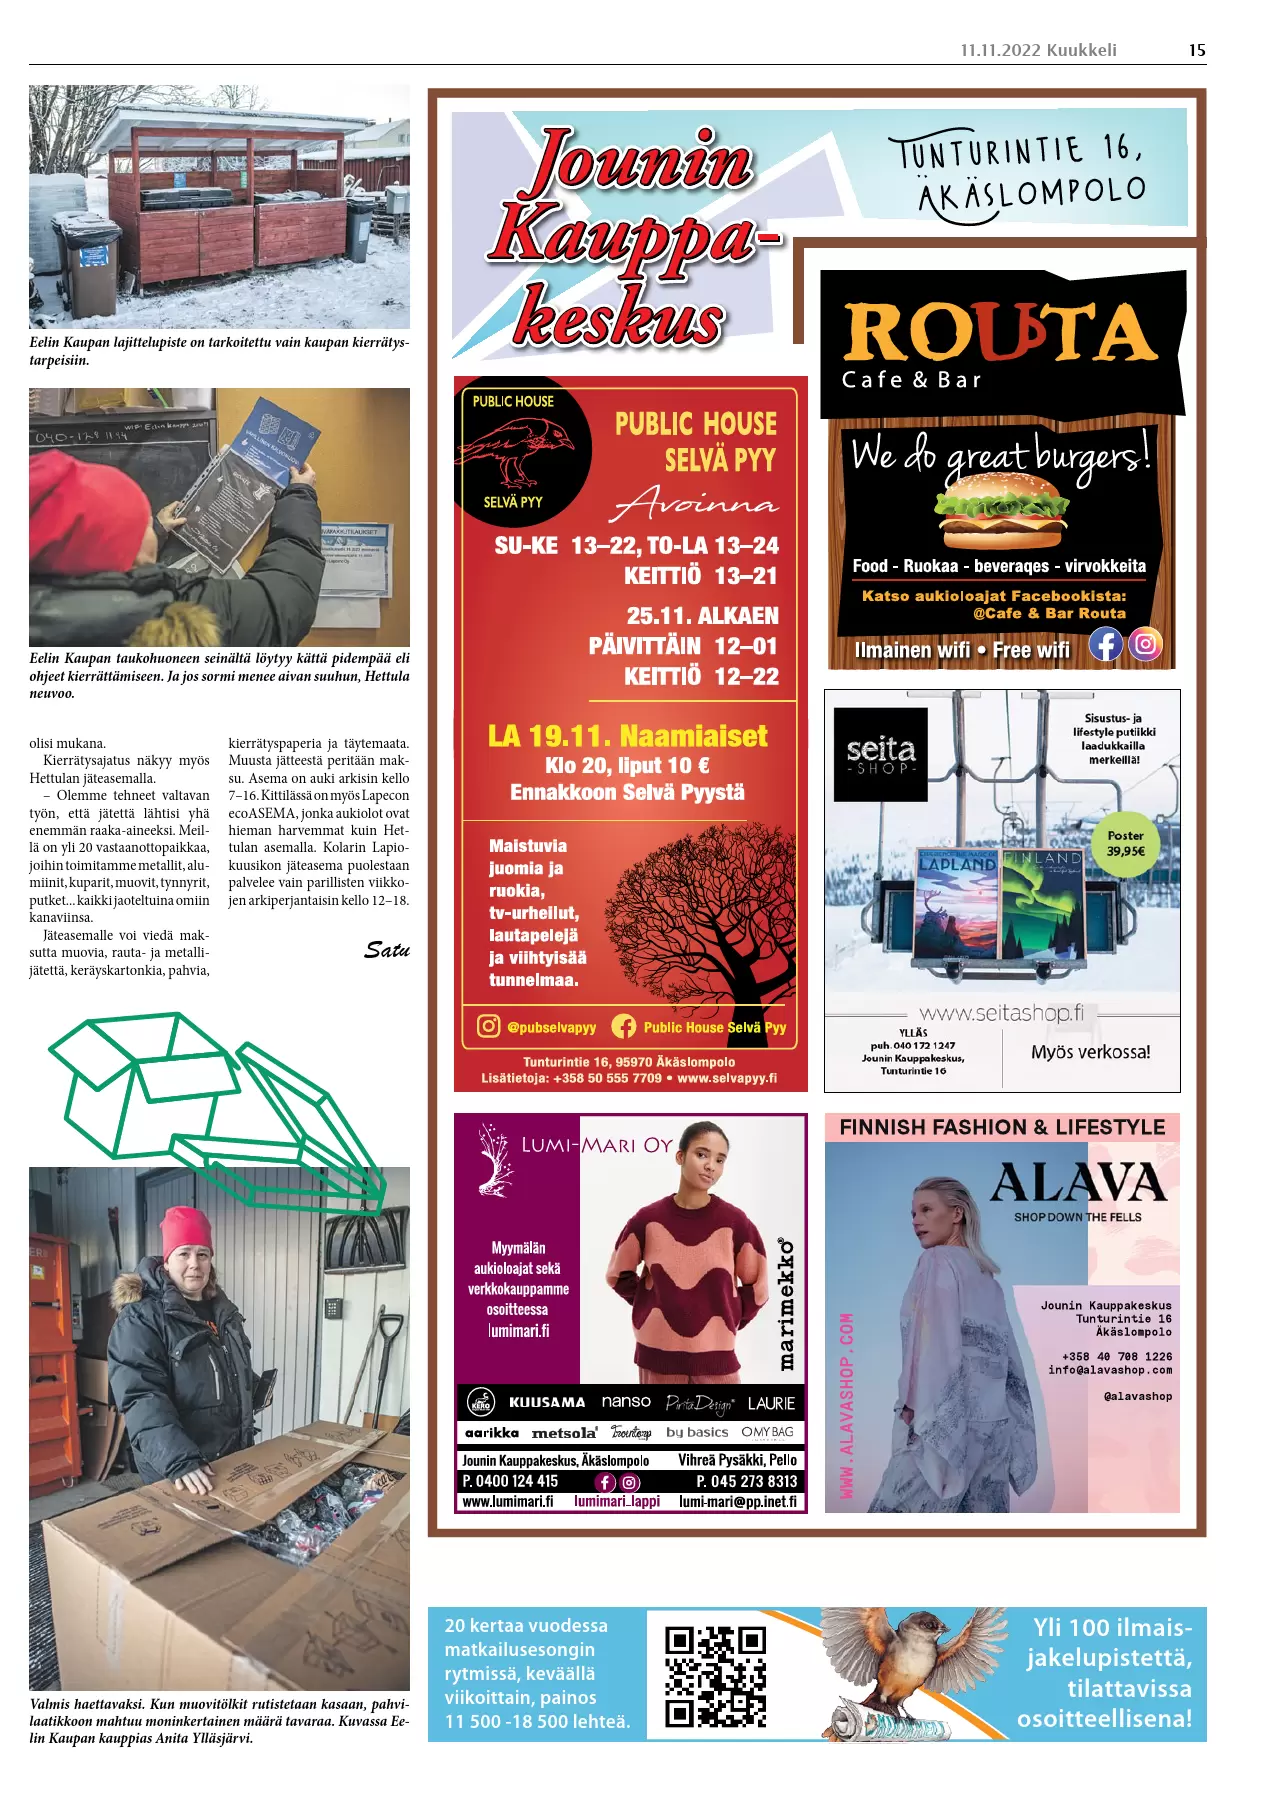 11.11.2022 Kuukkeli 15
Eelin Kaupan lajittelupiste on tarkoitettu vain kaupan kierrätys-
tarpeisiin.
Eelin Kaupan taukohuoneen seinältä löytyy kättä pidempää eli
ohjeet kierrättämiseen. Ja jos sormi menee aivan suuhun, Hettula
neuvoo.
olisi mukana.
Kierrätysajatus näkyy myös
Hettulan jäteasemalla.
– Olemme tehneet valtavan
työn, että jätettä lähtisi yhä
enemmän raaka-aineeksi. Meil-
lä on yli 20 vastaanottopaikkaa,
joihin toimitamme metallit, alu-
miinit, kuparit, muovit, tynnyrit,
putket... kaikki jaoteltuina omiin
kanaviinsa.
Jäteasemalle voi viedä mak-
sutta muovia, rauta- ja metalli-
jätettä, keräyskartonkia, pahvia,
kierrätyspaperia ja täytemaata.
Muusta jätteestä peritään mak-
su. Asema on auki arkisin kello
7–16. Kittilässä on myös Lapecon
ecoASEMA, jonka aukiolot ovat
hieman harvemmat kuin Het-
tulan asemalla. Kolarin Lapio-
kuusikon jäteasema puolestaan
palvelee vain parillisten viikko-
jen arkiperjantaisin kello 12–18.
Satu
Valmis haettavaksi. Kun muovitölkit rutistetaan kasaan, pahvi-
laatikkoon mahtuu moninkertainen määrä tavaraa. Kuvassa Ee-
lin Kaupan kauppias Anita Ylläsjärvi.
Jounin
Kauppa-
keskus
TUNTURINTIE 16,
ÄKÄSLOMPOLO
PUBLIC HOUSE
SELVÄ PYY
PUBLIC HOUSE
SELVÄ PYY
Avoinna
SU-KE 13–22, TO-LA 13–24
KEITTIÖ 13–21
25.11. ALKAEN
PÄIVITTÄIN 12–01
KEITTIÖ 12–22
LA 19.11. Naamiaiset
Klo 20, liput 10 €
Ennakkoon Selvä Pyystä
Maistuvia
juomia ja
ruokia,
tv-urheilut,
lautapelejä
ja viihtyisää
tunnelmaa.
@pubselvapyy Public House Selvä Pyy
Tunturintie 16, 95970 Äkäslompolo
Lisätietoja: +358 50 555 7709 • www.selvapyy.fi
ROUTA
Cafe & Bar
We do great burgers!
Food - Ruokaa - beverages - virvokkeita
Katso aukioloajat Facebookista:
@Cafe & Bar Routa
Ilmainen wifi • Free wifi
seita
-SHOP-
Sisustus- ja
lifestyle putiikki
laadukkailla
merkeillä!
Poster
39,95€
LAPLAND
FINLAND
www.seitashop.fi
YLLÄS
puh. 040 172 1247
Jounin Kauppakeskus,
Tunturintie 16
Myös verkossa!
LUMI-MARI OY
Myymälän
aukioloajat sekä
verkkokauppamme
osoitteessa
lumimari.fi
marimekko®
KERO KUUSAMA nanso PiritaDesign LAURIE
aarikka metsola by basics OMY BAG
Jounin Kauppakeskus, Äkäslompolo Vihreä Pysäkki, Pello
P. 0400 124 415 P. 045 273 8313
www.lumimari.fi lumimari_lappi lumi-mari@pp.inet.fi
FINNISH FASHION & LIFESTYLE
ALAVA
SHOP DOWN THE FELLS
Jounin Kauppakeskus
Tunturintie 16
Äkäslompolo
+358 40 708 1226
info@alavashop.com
@alavashop
WWW.ALAVASHOP.COM
20 kertaa vuodessa
matkailusesongin
rytmissä, keväällä
viikoittain, painos
11 500 -18 500 lehteä.
Yli 100 ilmais-
jakelupistettä,
tilattavissa
osoitteellisena!